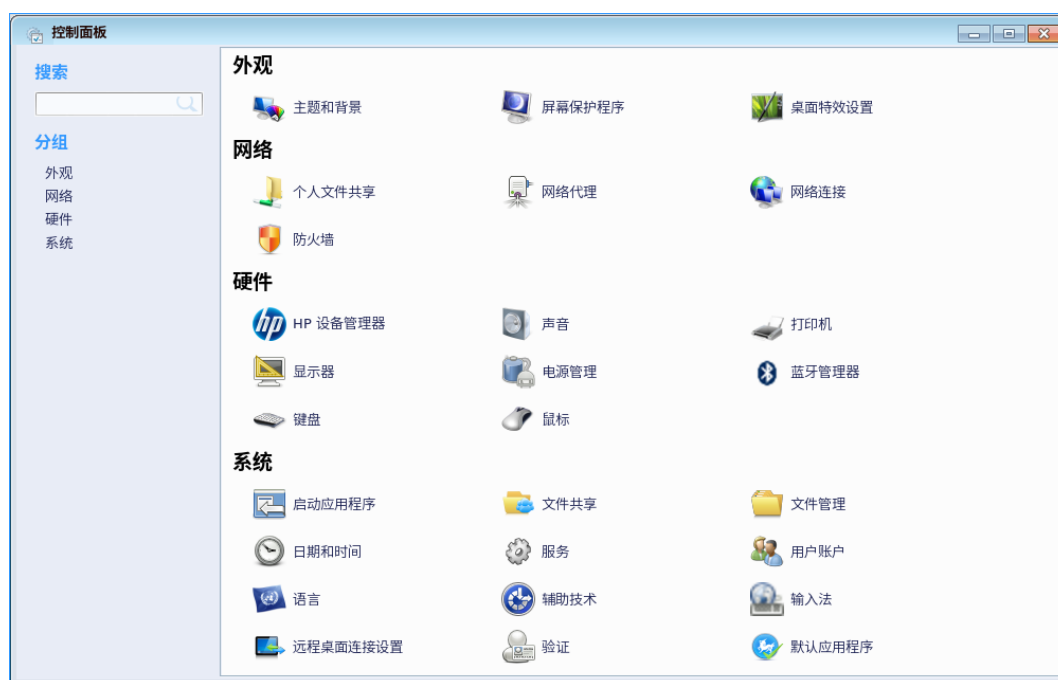 控制面板
搜索
分组
外观
网络
硬件
系统
外观
主题和背景 屏幕保护程序 桌面特效设置
网络
个人文件共享 网络代理 网络连接
防火墙
硬件
HP 设备管理器 声音 打印机
显示器 电源管理 蓝牙管理器
键盘 鼠标
系统
启动应用程序 文件共享 文件管理
日期和时间 服务 用户账户
语言 辅助技术 输入法
远程桌面连接设置 验证 默认应用程序